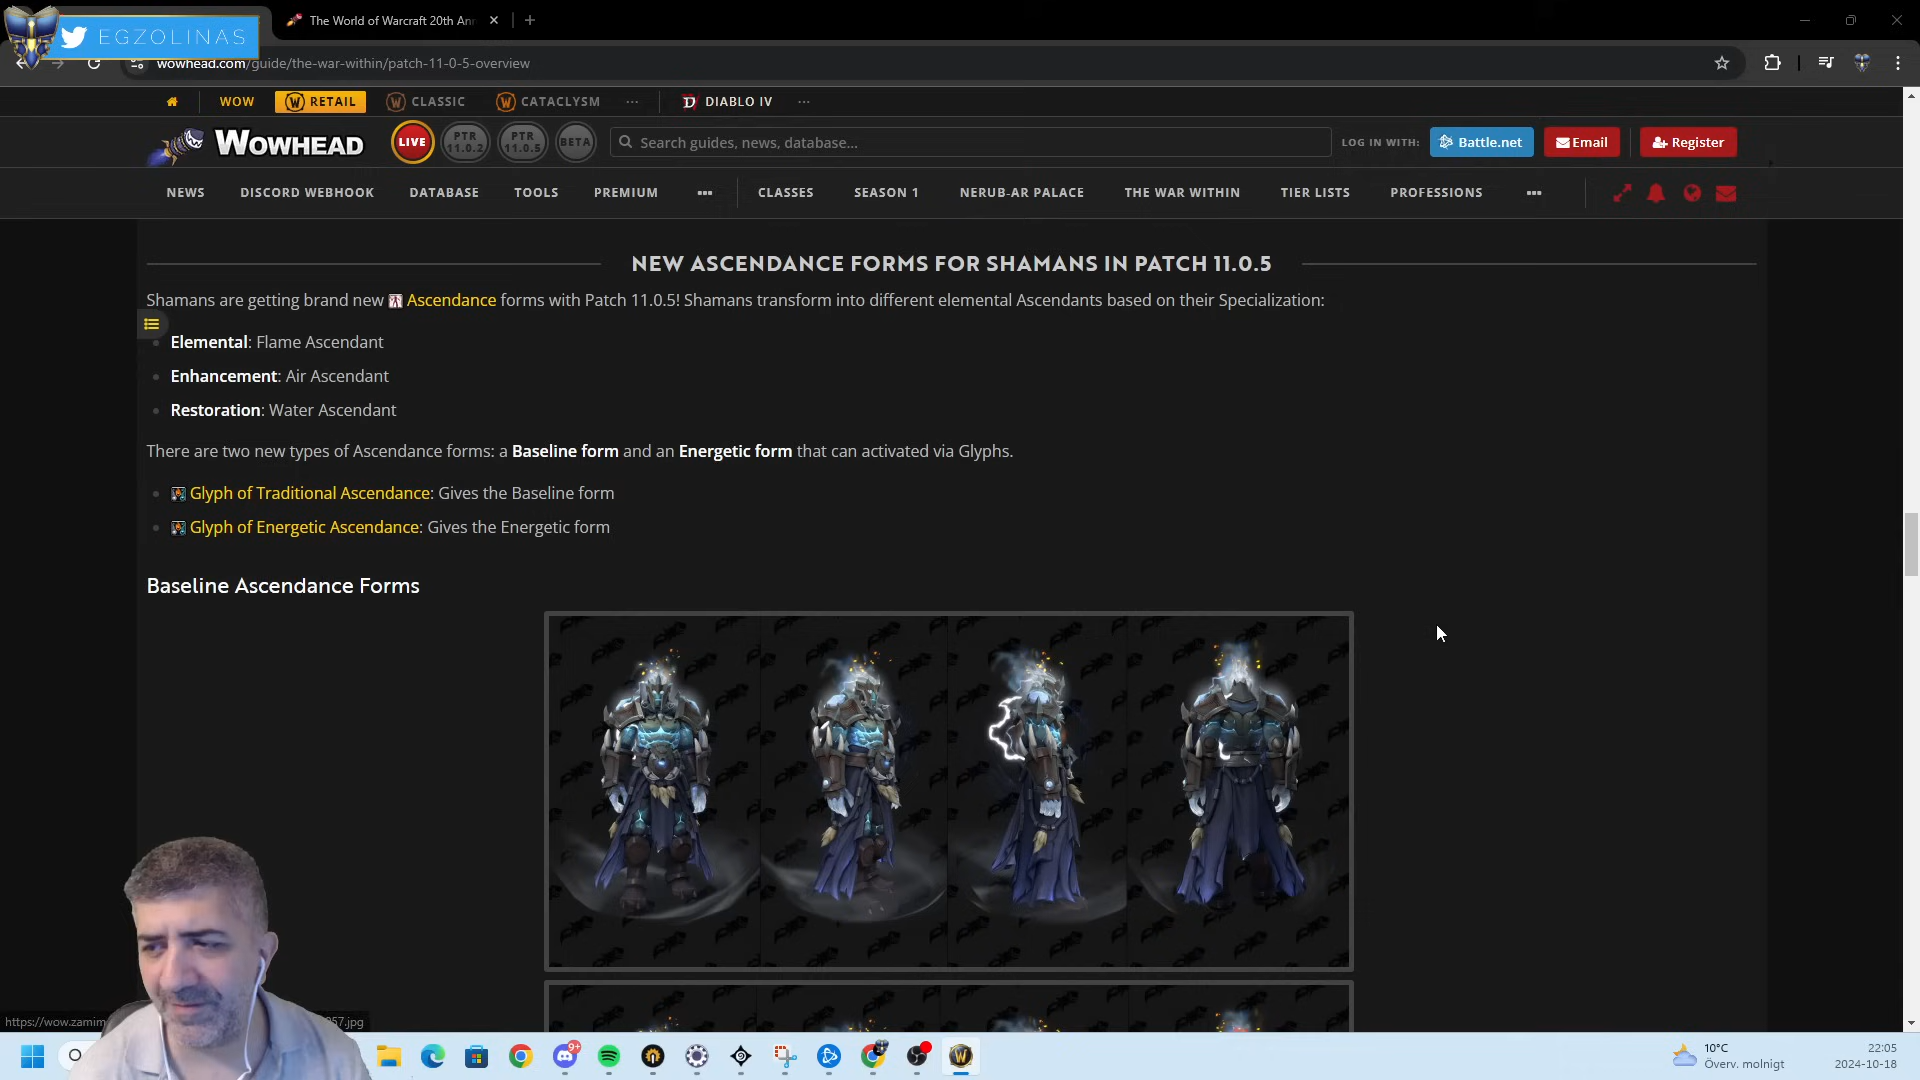 EGZOLINAS
The World of Warcraft 20th Ann
wowhead.com/guide/the-war-within/patch-11-0-5-overview
WOW RETAIL CLASSIC CATACLYSM ... DIABLO IV ...
WOWHEAD LIVE PTR 11.0.2 PTR 11.0.5 BETA Search guides, news, database... LOG IN WITH: Battle.net Email Register
NEWS DISCORD WEBHOOK DATABASE TOOLS PREMIUM ... CLASSES SEASON 1 NERUB-AR PALACE THE WAR WITHIN TIER LISTS PROFESSIONS ...
NEW ASCENDANCE FORMS FOR SHAMANS IN PATCH 11.0.5
Shamans are getting brand new Ascendance forms with Patch 11.0.5! Shamans transform into different elemental Ascendants based on their Specialization:
Elemental: Flame Ascendant
Enhancement: Air Ascendant
Restoration: Water Ascendant
There are two new types of Ascendance forms: a Baseline form and an Energetic form that can activated via Glyphs.
Glyph of Traditional Ascendance: Gives the Baseline form
Glyph of Energetic Ascendance: Gives the Energetic form
Baseline Ascendance Forms
https://wow.zamim
57.jpg
9+
10°C
Överv. molnigt
22:05
2024-10-18